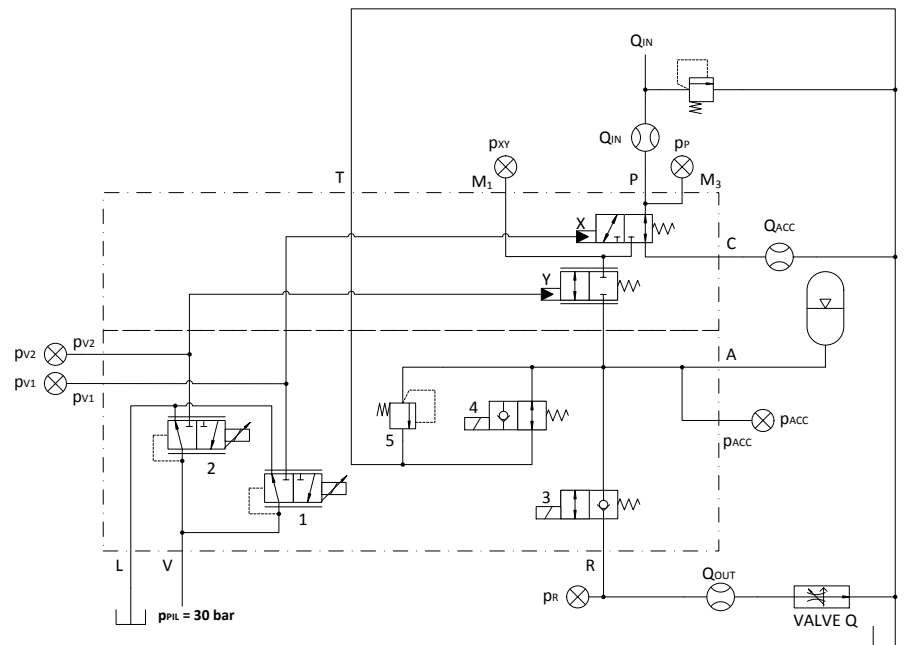 QIN
QIN
pXY
pP
T
M1
P
M3
X
QACC
C
Y
pV2
pV2
A
pV1
pV1
4
5
pACC
pACC
2
3
1
L
V
R
QOUT
pR
pPIL = 30 bar
VALVE Q